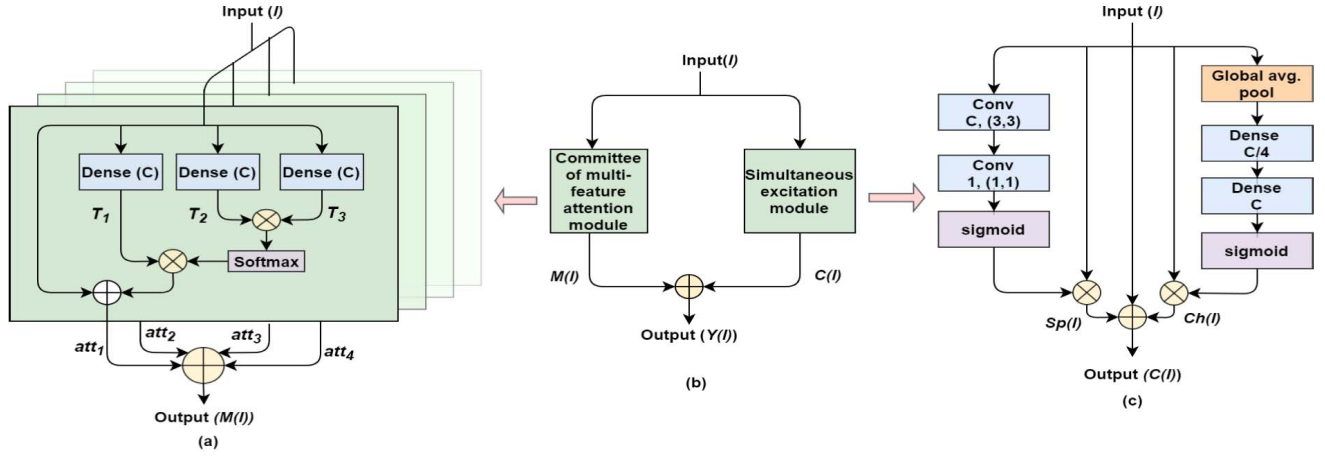 Input (I)
Dense (C)
Dense (C)
Dense (C)
T1
T2
T3
Softmax
att1
att2
att3
att4
Output (M(I))
(a)
Input(I)
Committee
of multi-
feature
attention
module
Simultaneous
excitation
module
M(I)
C(I)
Output (Y(I))
(b)
Input (I)
Conv
C, (3,3)
Conv
1, (1,1)
sigmoid
Global avg.
pool
Dense
C/4
Dense
C
sigmoid
Sp(I)
Ch(I)
Output (C(I))
(c)